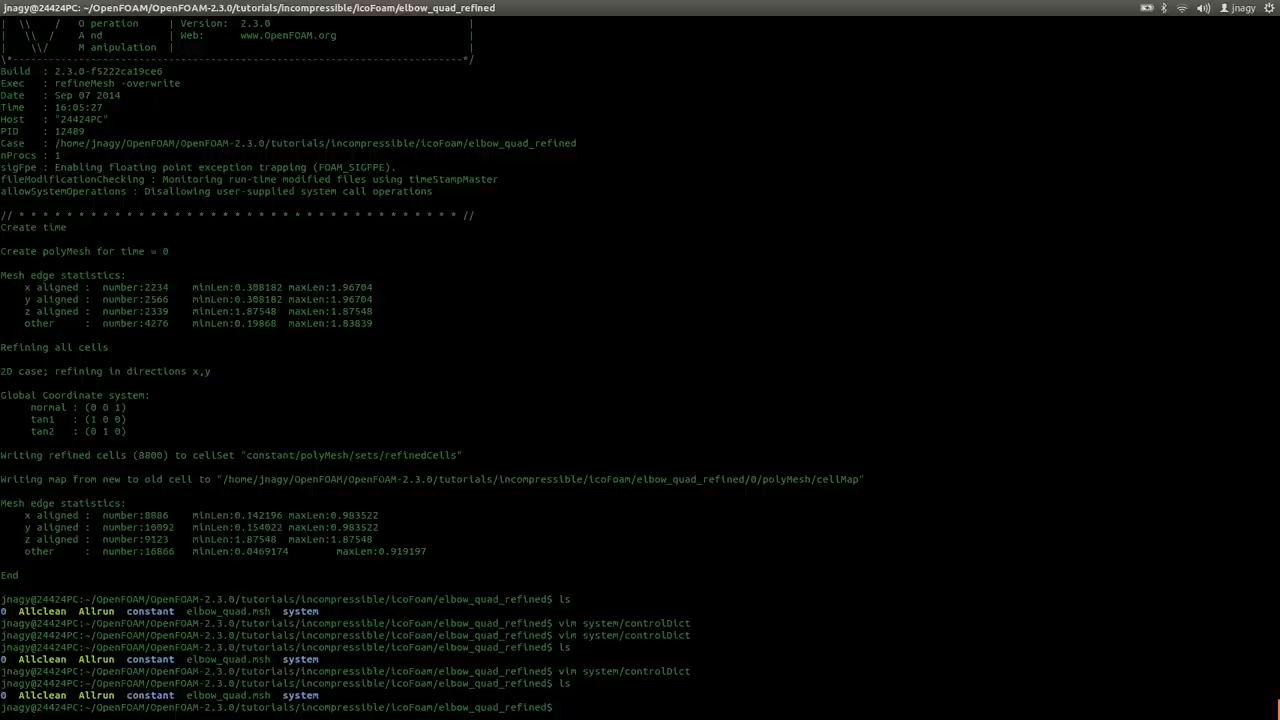 jnagy@24424PC: ~/OpenFOAM/OpenFOAM-2.3.0/tutorials/incompressible/icoFoam/elbow_quad_refined jnagy
|  \\    /   O peration     | Version:  2.3.0
|   \\  /    A nd           | Web:      www.OpenFOAM.org
|    \\/     M anipulation  |
\*---------------------------------------------------------------------------*/
Build  : 2.3.0-f5222ca19ce6
Exec   : refineMesh -overwrite
Date   : Sep 07 2014
Time   : 16:05:27
Host   : "24424PC"
PID    : 12489
Case   : /home/jnagy/OpenFOAM/OpenFOAM-2.3.0/tutorials/incompressible/icoFoam/elbow_quad_refined
nProcs : 1
sigFpe : Enabling floating point exception trapping (FOAM_SIGFPE).
fileModificationChecking : Monitoring run-time modified files using timeStampMaster
allowSystemOperations : Disallowing user-supplied system call operations
// * * * * * * * * * * * * * * * * * * * * * * * * * * * * * * * * * * * * * //
Create time
Create polyMesh for time = 0
Mesh edge statistics:
x aligned :  number:2234    minLen:0.308182  maxLen:1.96704
y aligned :  number:2566    minLen:0.308182  maxLen:1.96704
z aligned :  number:2339    minLen:1.87548  maxLen:1.87548
other     :  number:4276    minLen:0.19868  maxLen:1.83839
Refining all cells
2D case; refining in directions x,y
Global Coordinate system:
normal : (0 0 1)
tan1   : (1 0 0)
tan2   : (0 1 0)
Writing refined cells (8800) to cellSet "constant/polyMesh/sets/refinedCells"
Writing map from new to old cell to "/home/jnagy/OpenFOAM/OpenFOAM-2.3.0/tutorials/incompressible/icoFoam/elbow_quad_refined/0/polyMesh/cellMap"
Mesh edge statistics:
x aligned :  number:8886    minLen:0.142196  maxLen:0.983522
y aligned :  number:10092   minLen:0.154022  maxLen:0.983522
z aligned :  number:9123    minLen:1.87548  maxLen:1.87548
other     :  number:16866   minLen:0.0469174        maxLen:0.919197
End
jnagy@24424PC:~/OpenFOAM/OpenFOAM-2.3.0/tutorials/incompressible/icoFoam/elbow_quad_refined$ ls
0  Allclean  Allrun  constant  elbow_quad.msh  system
jnagy@24424PC:~/OpenFOAM/OpenFOAM-2.3.0/tutorials/incompressible/icoFoam/elbow_quad_refined$ vim system/controlDict
jnagy@24424PC:~/OpenFOAM/OpenFOAM-2.3.0/tutorials/incompressible/icoFoam/elbow_quad_refined$ vim system/controlDict
jnagy@24424PC:~/OpenFOAM/OpenFOAM-2.3.0/tutorials/incompressible/icoFoam/elbow_quad_refined$ ls
0  Allclean  Allrun  constant  elbow_quad.msh  system
jnagy@24424PC:~/OpenFOAM/OpenFOAM-2.3.0/tutorials/incompressible/icoFoam/elbow_quad_refined$ vim system/controlDict
jnagy@24424PC:~/OpenFOAM/OpenFOAM-2.3.0/tutorials/incompressible/icoFoam/elbow_quad_refined$ ls
0  Allclean  Allrun  constant  elbow_quad.msh  system
jnagy@24424PC:~/OpenFOAM/OpenFOAM-2.3.0/tutorials/incompressible/icoFoam/elbow_quad_refined$